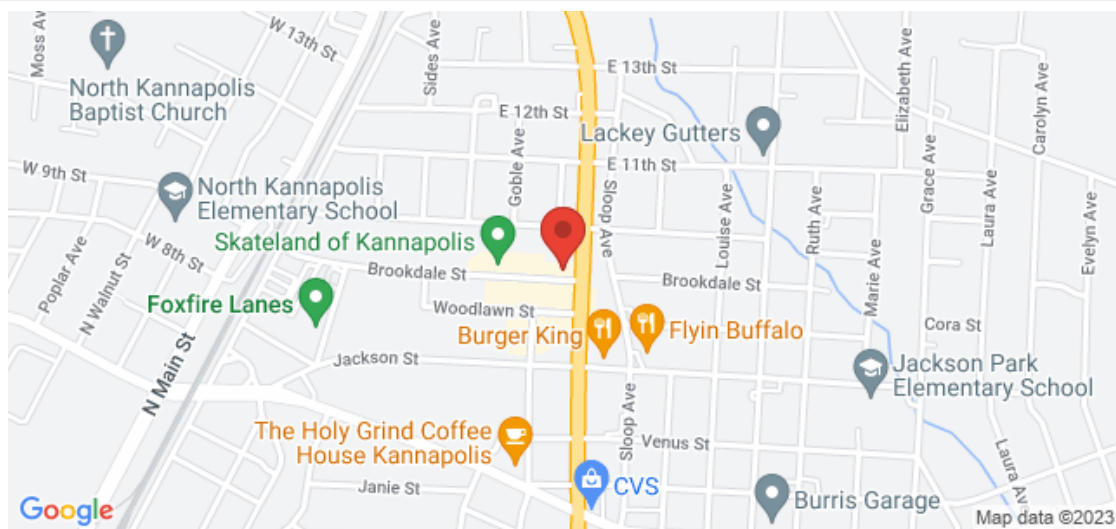 Moss Av
W 13th St
Sides Ave
E 13th St
Elizabeth Ave
Carolyn Ave
North Kannapolis
Baptist Church
E 12th St
Lackey Gutters
Goble Ave
E 11th St
Grace Ave
W 9th St
North Kannapolis
Elementary School
Sloop Ave
Louise Ave
Ruth Ave
Laura Ave
Evelyn Ave
Skateland of Kannapolis
Marie Ave
Poplar Ave
N Walnut St
W 8th St
Brookdale St
Brookdale St
Foxfire Lanes
Woodlawn St
Burger King
Flyin Buffalo
Cora St
N Main St
Jackson St
Jackson Park
Elementary School
Sloop Ave
The Holy Grind Coffee
House Kannapolis
Venus St
Laura Ave
Janie St
CVS
Burris Garage
Google
Map data ©2023